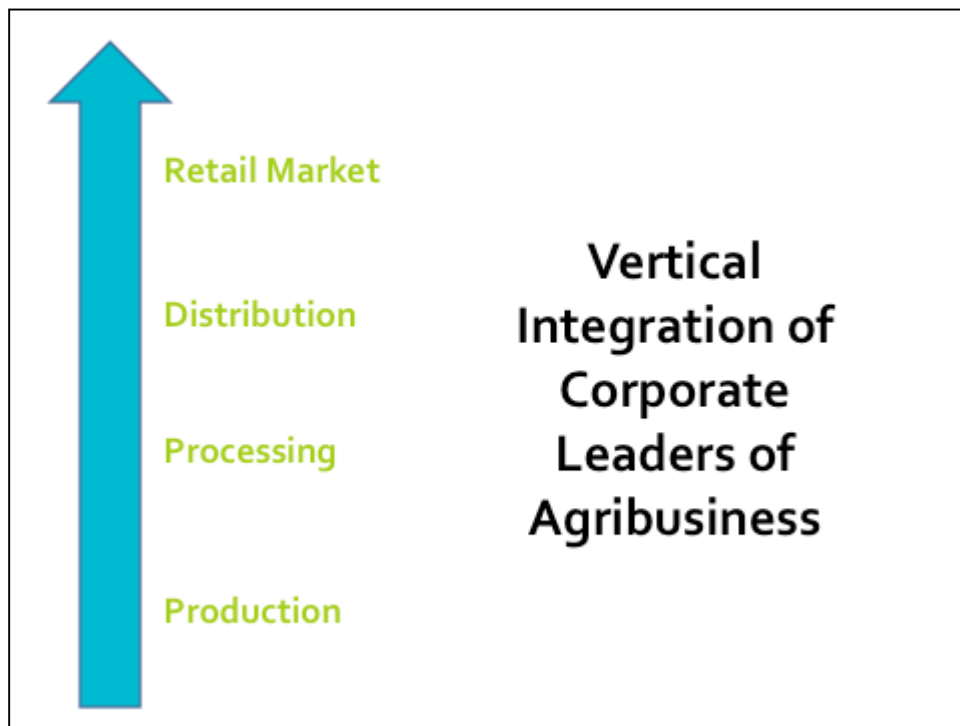 Retail Market
Distribution
Processing
Production
Vertical
Integration of
Corporate
Leaders of
Agribusiness